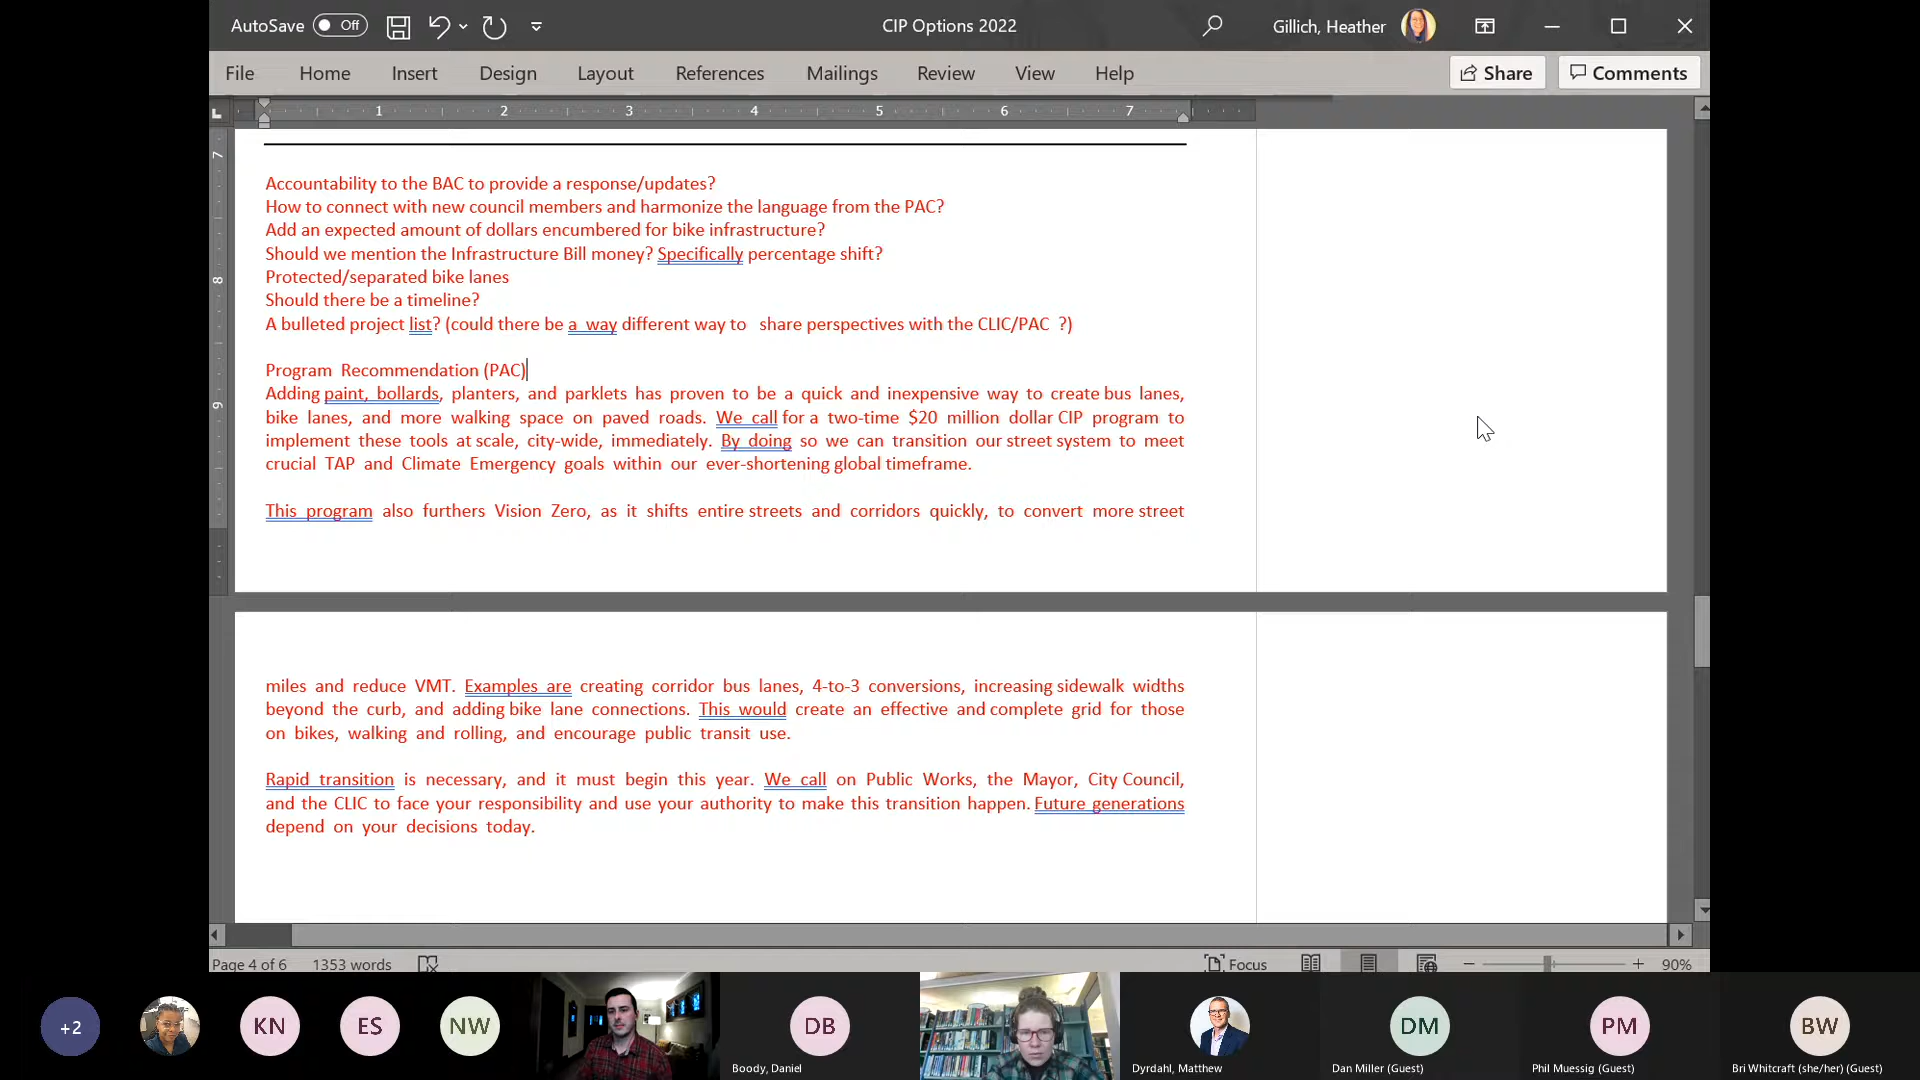 AutoSave Off CIP Options 2022 Gillich, Heather
File Home Insert Design Layout References Mailings Review View Help Share Comments
1 2 3 4 5 6 7
7
8
9
Accountability to the BAC to provide a response/updates?
How to connect with new council members and harmonize the language from the PAC?
Add an expected amount of dollars encumbered for bike infrastructure?
Should we mention the Infrastructure Bill money? Specifically percentage shift?
Protected/separated bike lanes
Should there be a timeline?
A bulleted project list? (could there be a way different way to share perspectives with the CLIC/PAC ?)
Program Recommendation (PAC)
Adding paint, bollards, planters, and parklets has proven to be a quick and inexpensive way to create bus lanes,
bike lanes, and more walking space on paved roads. We call for a two-time $20 million dollar CIP program to
implement these tools at scale, city-wide, immediately. By doing so we can transition our street system to meet
crucial TAP and Climate Emergency goals within our ever-shortening global timeframe.
This program also furthers Vision Zero, as it shifts entire streets and corridors quickly, to convert more street
miles and reduce VMT. Examples are creating corridor bus lanes, 4-to-3 conversions, increasing sidewalk widths
beyond the curb, and adding bike lane connections. This would create an effective and complete grid for those
on bikes, walking and rolling, and encourage public transit use.
Rapid transition is necessary, and it must begin this year. We call on Public Works, the Mayor, City Council,
and the CLIC to face your responsibility and use your authority to make this transition happen. Future generations
depend on your decisions today.
Page 4 of 6 1353 words Focus 90%
+2 KN ES NW DB DM PM BW
Boody, Daniel Dyrdahl, Matthew Dan Miller (Guest) Phil Muessig (Guest) Bri Whitcraft (she/her) (Guest)